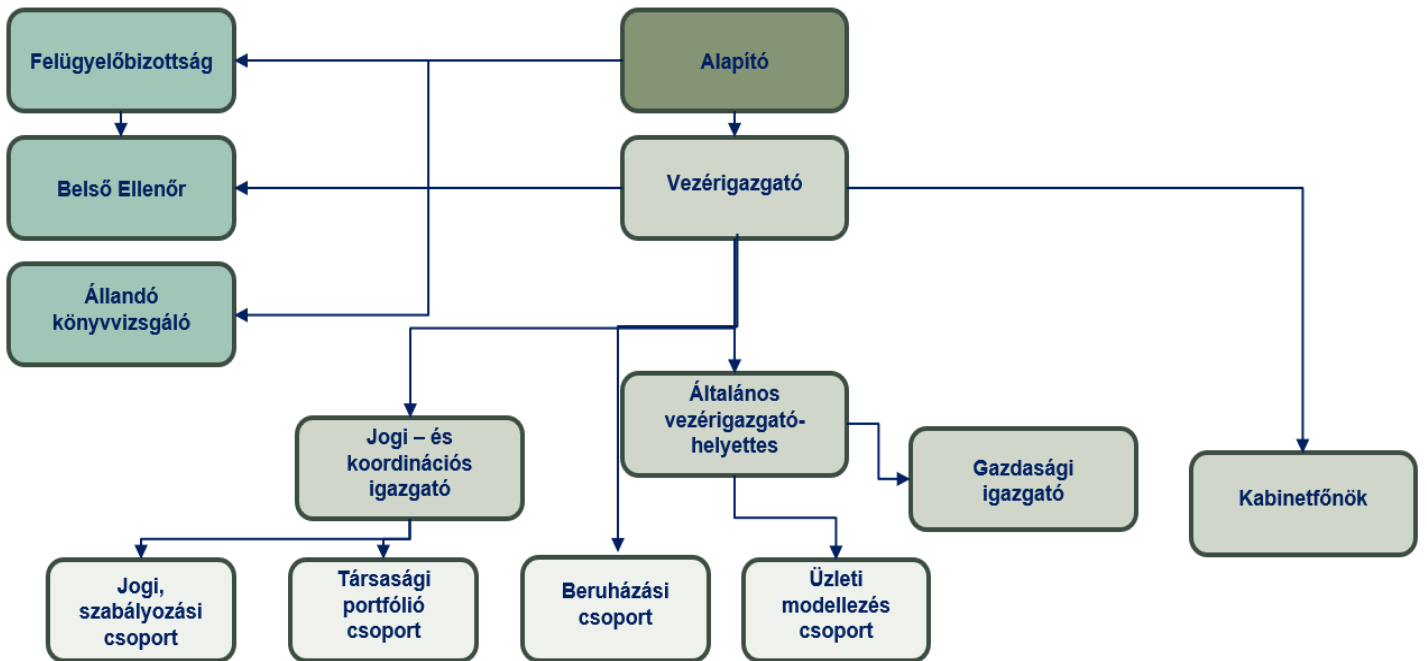 Felügyelőbizottság
Alapító
Belső Ellenőr
Vezérigazgató
Állandó
könyvvizsgáló
Általános
vezérigazgató-
helyettes
Jogi – és
koordinációs
igazgató
Gazdasági
igazgató
Kabinetfőnök
Jogi,
szabályozási
csoport
Társasági
portfólió
csoport
Beruházási
csoport
Üzleti
modellezés
csoport